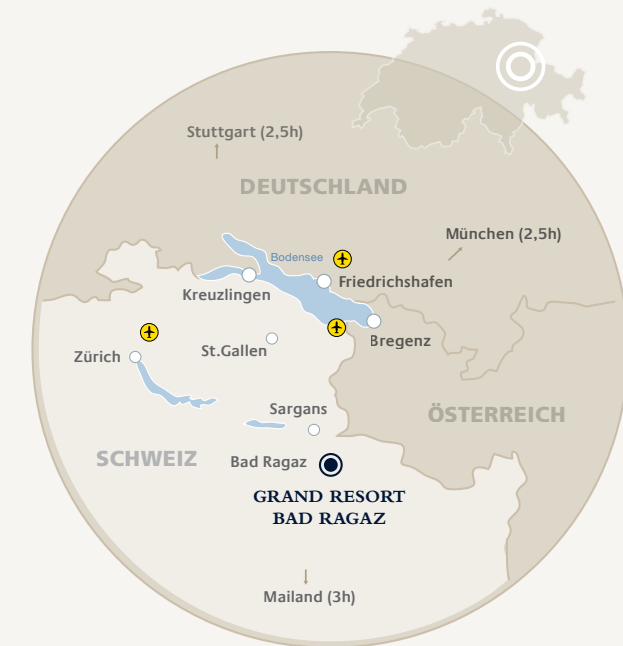 Stuttgart (2,5h)
DEUTSCHLAND
München (2,5h)
Bodensee
Friedrichshafen
Kreuzlingen
Bregenz
St.Gallen
Zürich
Sargans
ÖSTERREICH
SCHWEIZ
Bad Ragaz
GRAND RESORT
BAD RAGAZ
Mailand (3h)